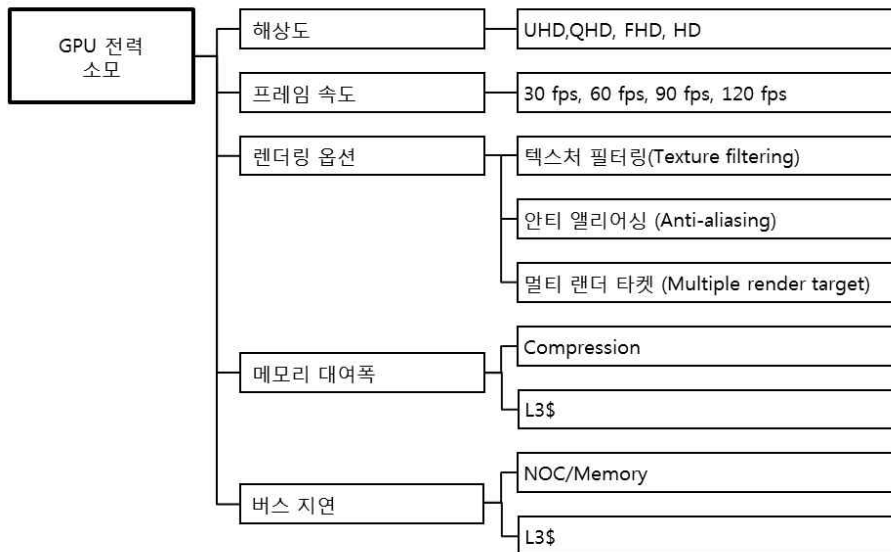 GPU 전력
소모
해상도
UHD,QHD, FHD, HD
프레임 속도
30 fps, 60 fps, 90 fps, 120 fps
렌더링 옵션
텍스처 필터링(Texture filtering)
안티 앨리어싱 (Anti-aliasing)
멀티 랜더 타켓 (Multiple render target)
메모리 대여폭
Compression
L3$
버스 지연
NOC/Memory
L3$